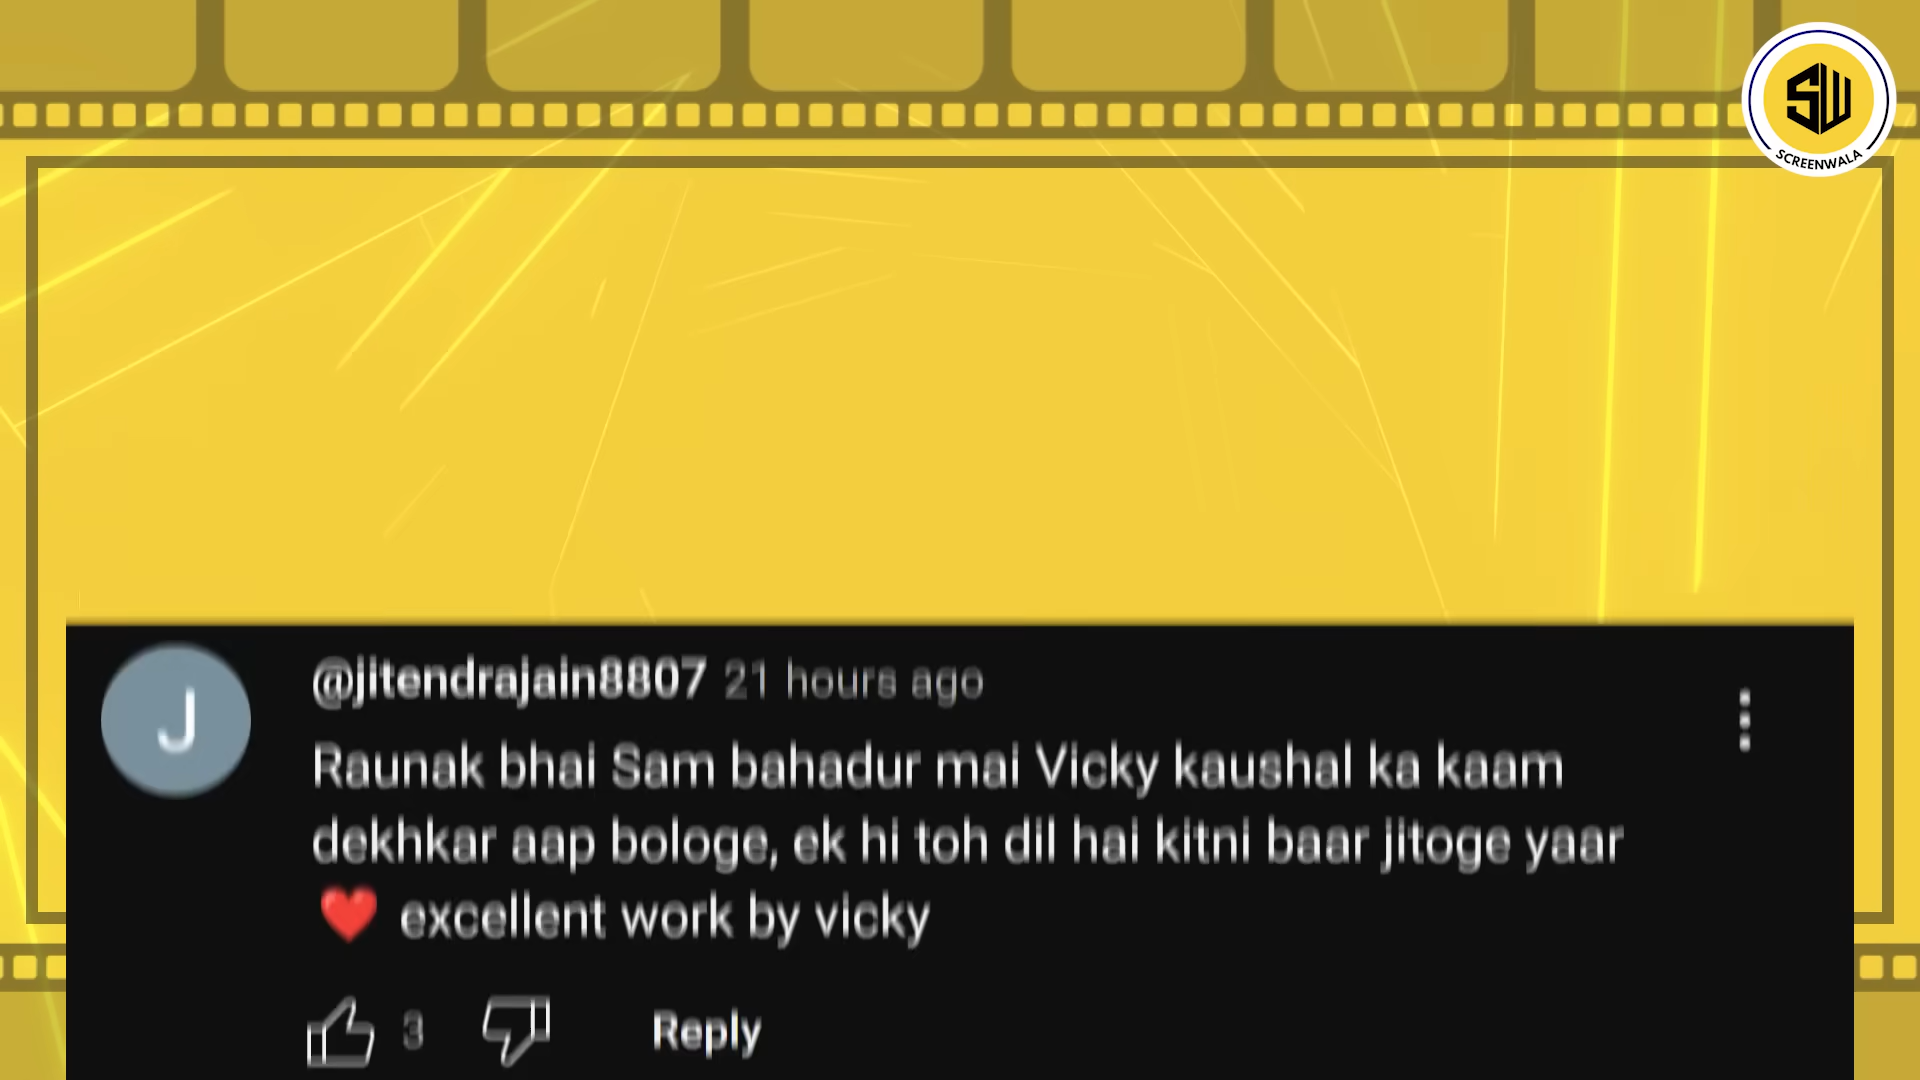 SW
SCREENWALA
J
@jitendrajain8807 21 hours ago
Raunak bhai Sam bahadur mai Vicky kaushal ka kaam
dekhkar aap bologe, ek hi toh dil hai kitni baar jitoge yaar
❤️ excellent work by vicky
3 Reply